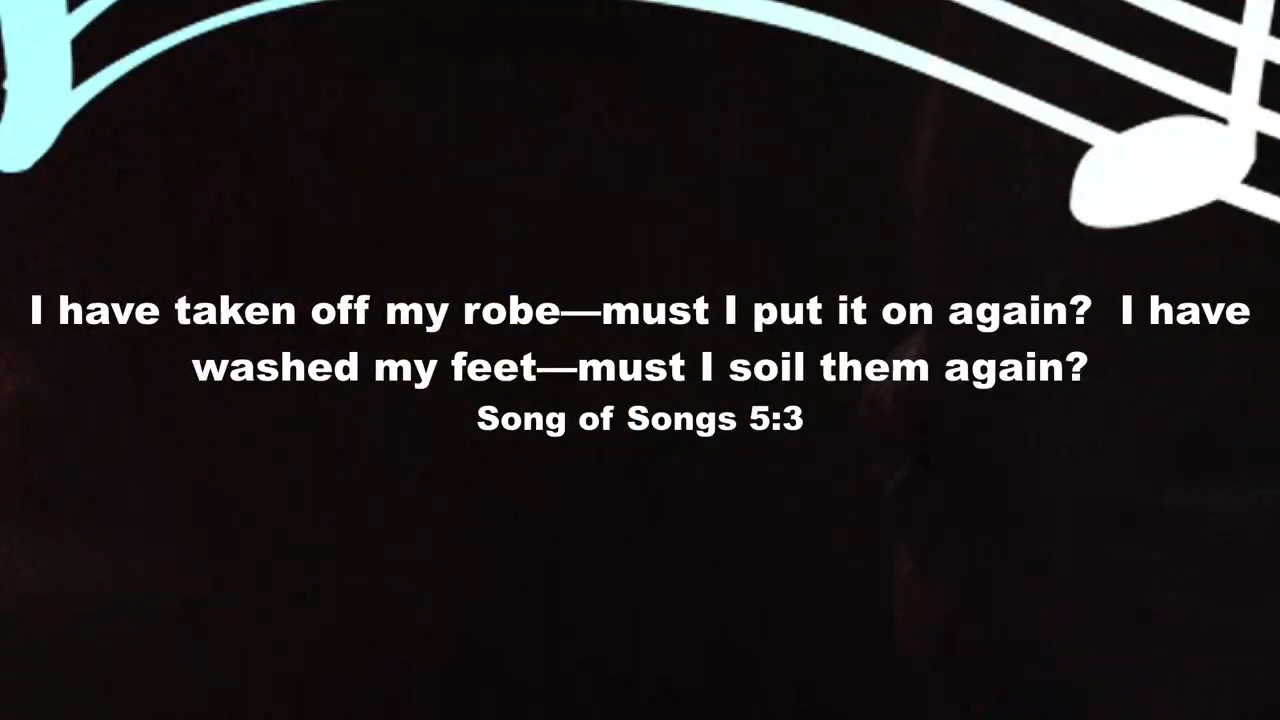 I have taken off my robe—must I put it on again?  I have
washed my feet—must I soil them again?
Song of Songs 5:3